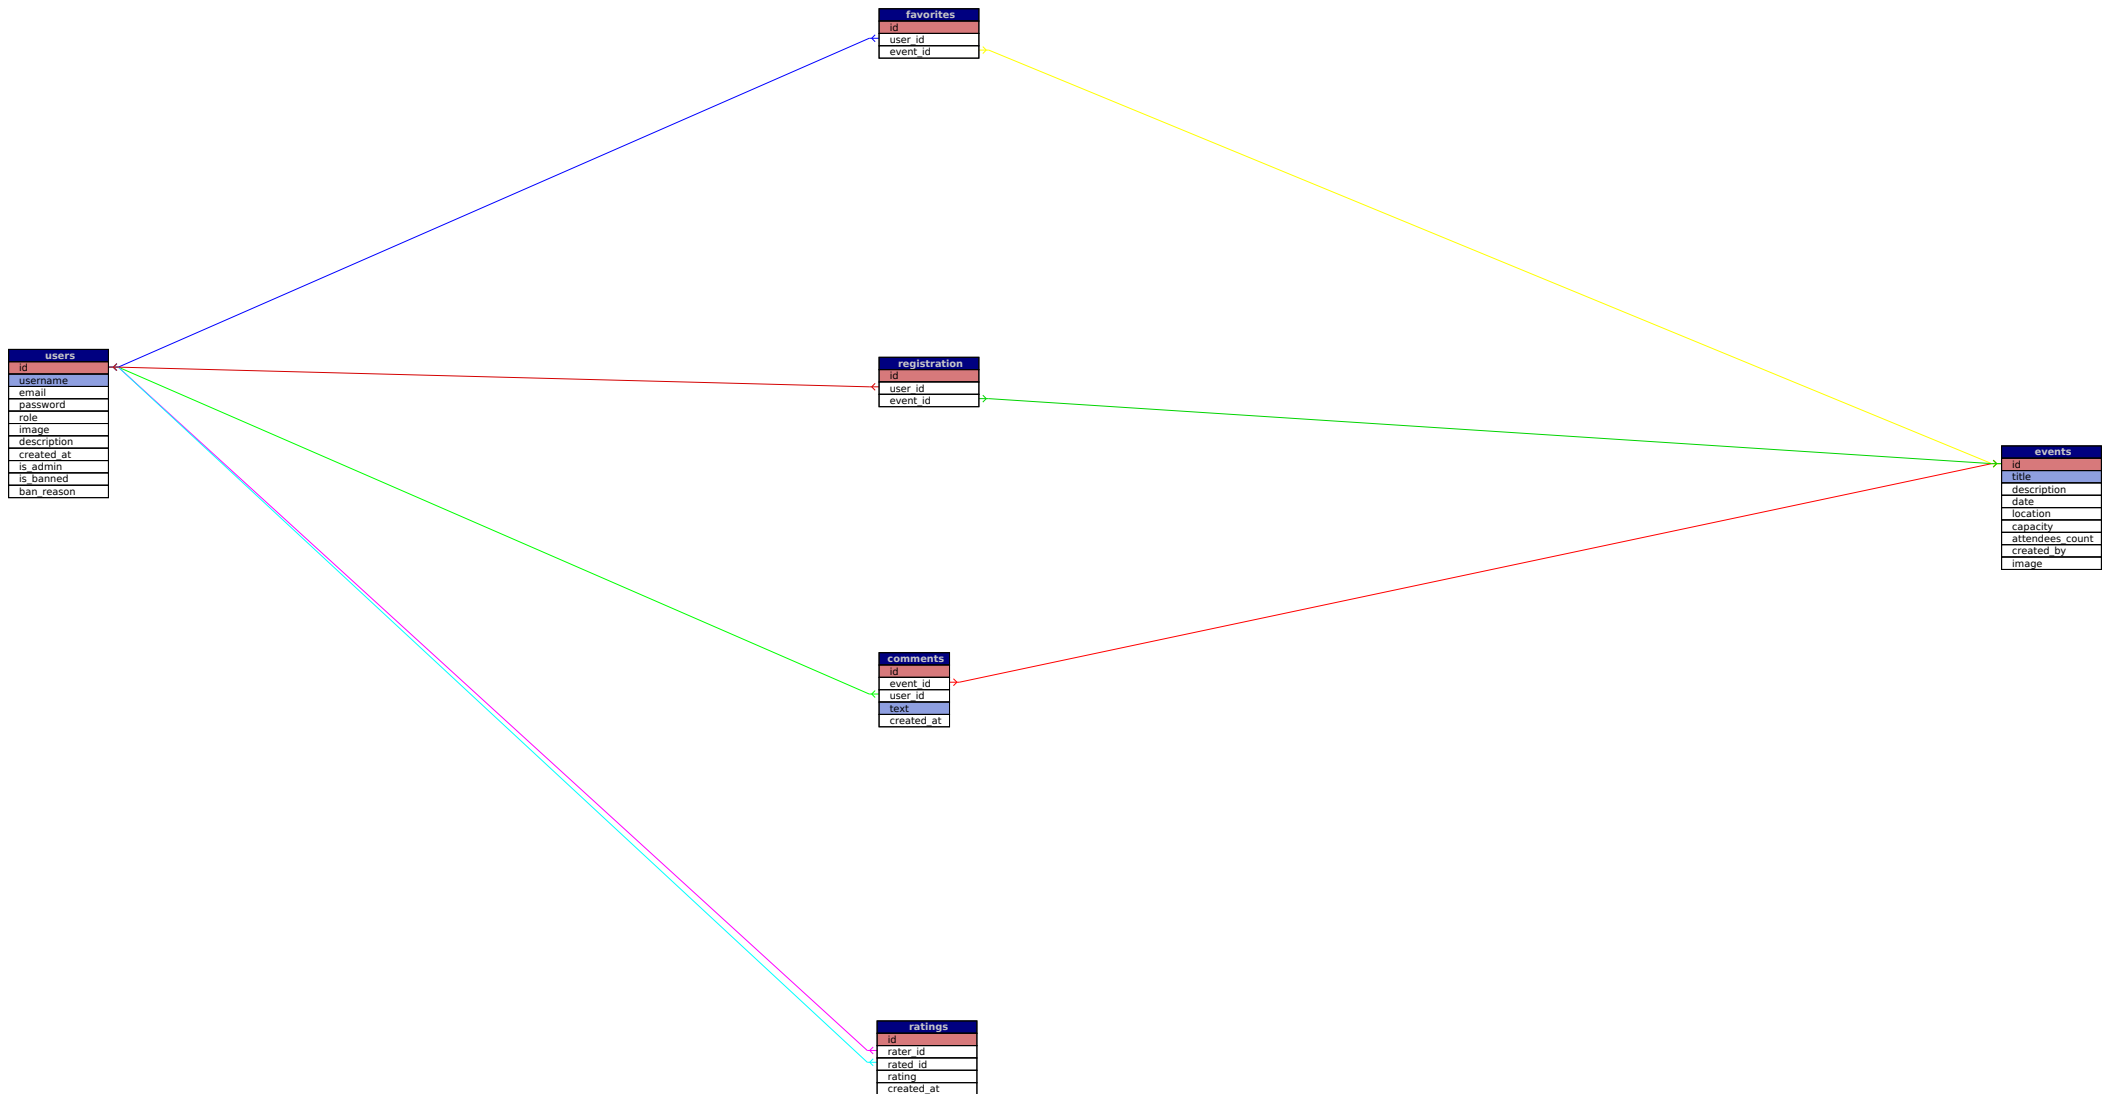 favorites
id
user_id
event_id
users
id
username
email
password
role
image
description
created_at
is_admin
is_banned
ban_reason
registration
id
user_id
event_id
events
id
title
description
date
location
capacity
attendees_count
created_by
image
comments
id
event_id
user_id
text
created_at
ratings
id
rater_id
rated_id
rating
created_at